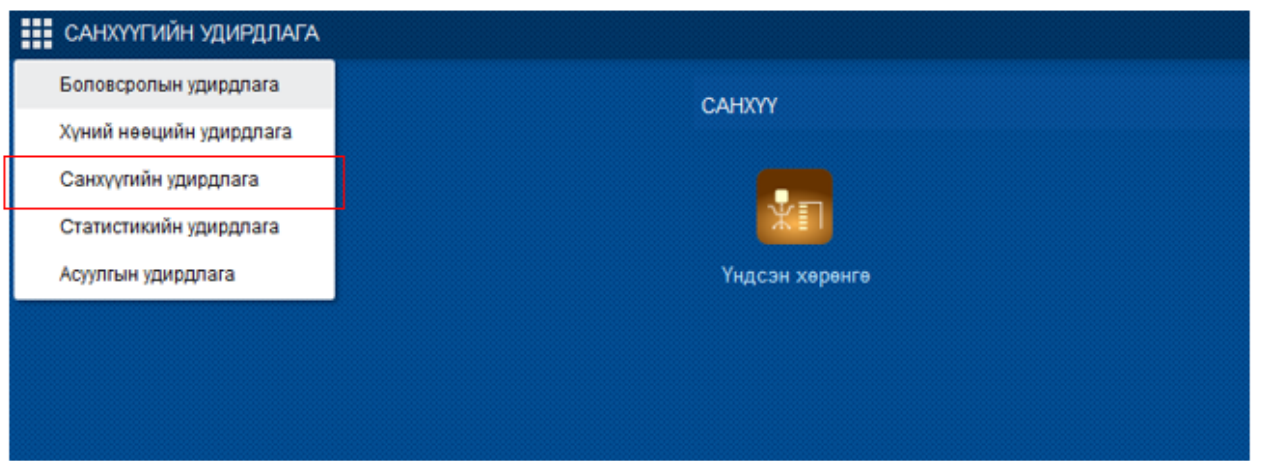 САНХҮҮГИЙН УДИРДЛАГА
Боловсролын удирдлага
Хүний нөөцийн удирдлага
Санхүүгийн удирдлага
Статистикийн удирдлага
Асуулгын удирдлага
САНХҮҮ
Үндсэн хөрөнгө